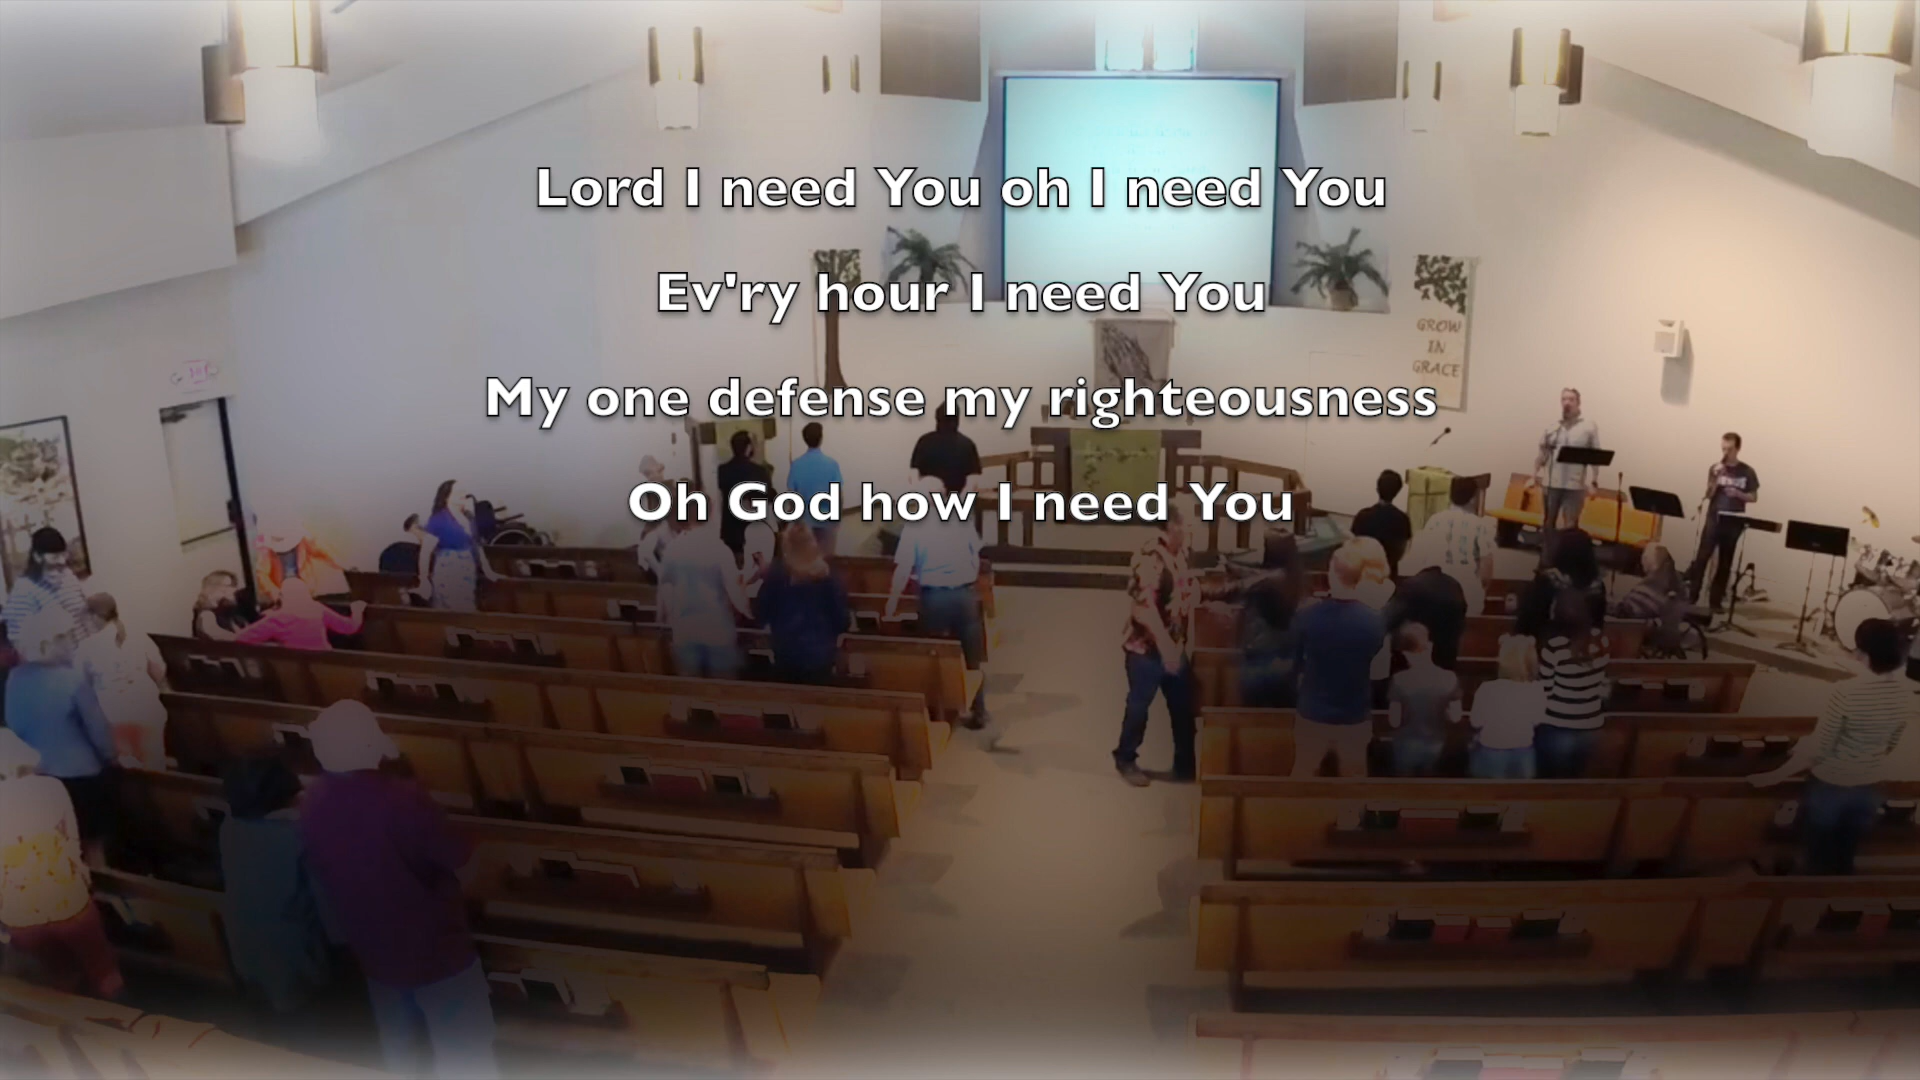 Lord I need You oh I need You
Ev'ry hour I need You
My one defense my righteousness
Oh God how I need You
GROW
IN
GRACE